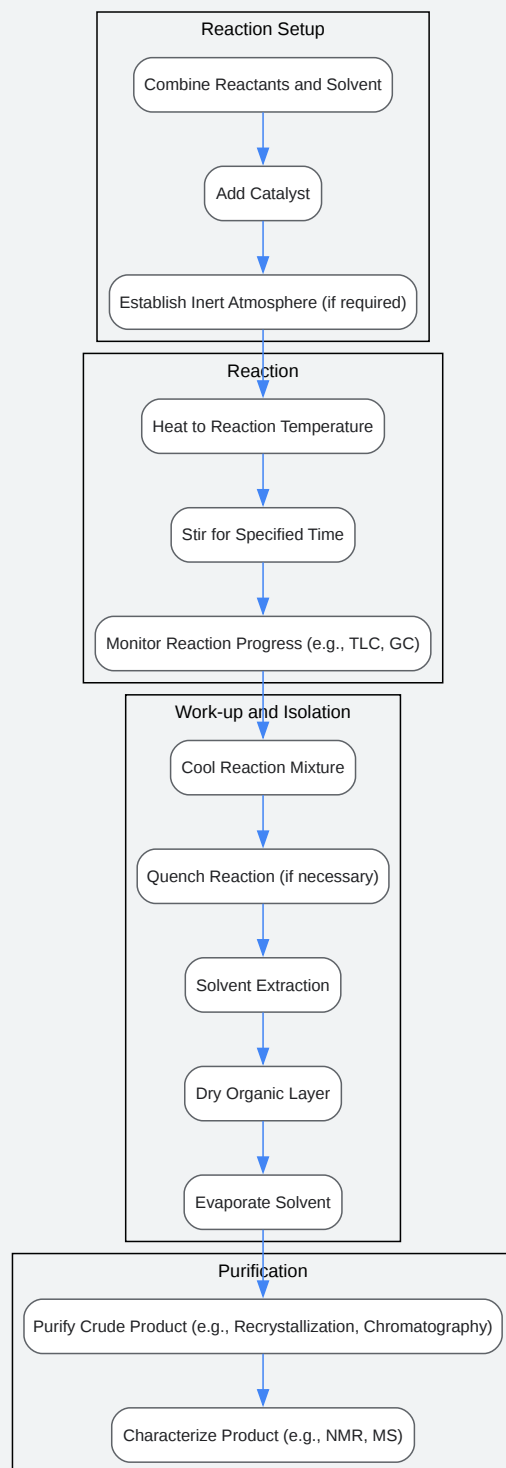 Reaction Setup
Combine Reactants and Solvent
Add Catalyst
Establish Inert Atmosphere (if required)
Reaction
Heat to Reaction Temperature
Stir for Specified Time
Monitor Reaction Progress (e.g., TLC, GC)
Work-up and Isolation
Cool Reaction Mixture
Quench Reaction (if necessary)
Solvent Extraction
Dry Organic Layer
Evaporate Solvent
Purification
Purify Crude Product (e.g., Recrystallization, Chromatography)
Characterize Product (e.g., NMR, MS)